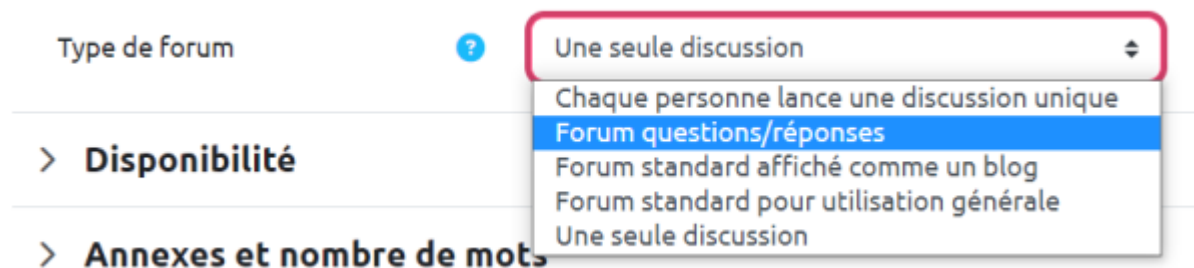 Type de forum ? Une seule discussion
Chaque personne lance une discussion unique
Forum questions/réponses
Forum standard affiché comme un blog
Forum standard pour utilisation générale
Une seule discussion
Disponibilité
Annexes et nombre de mots